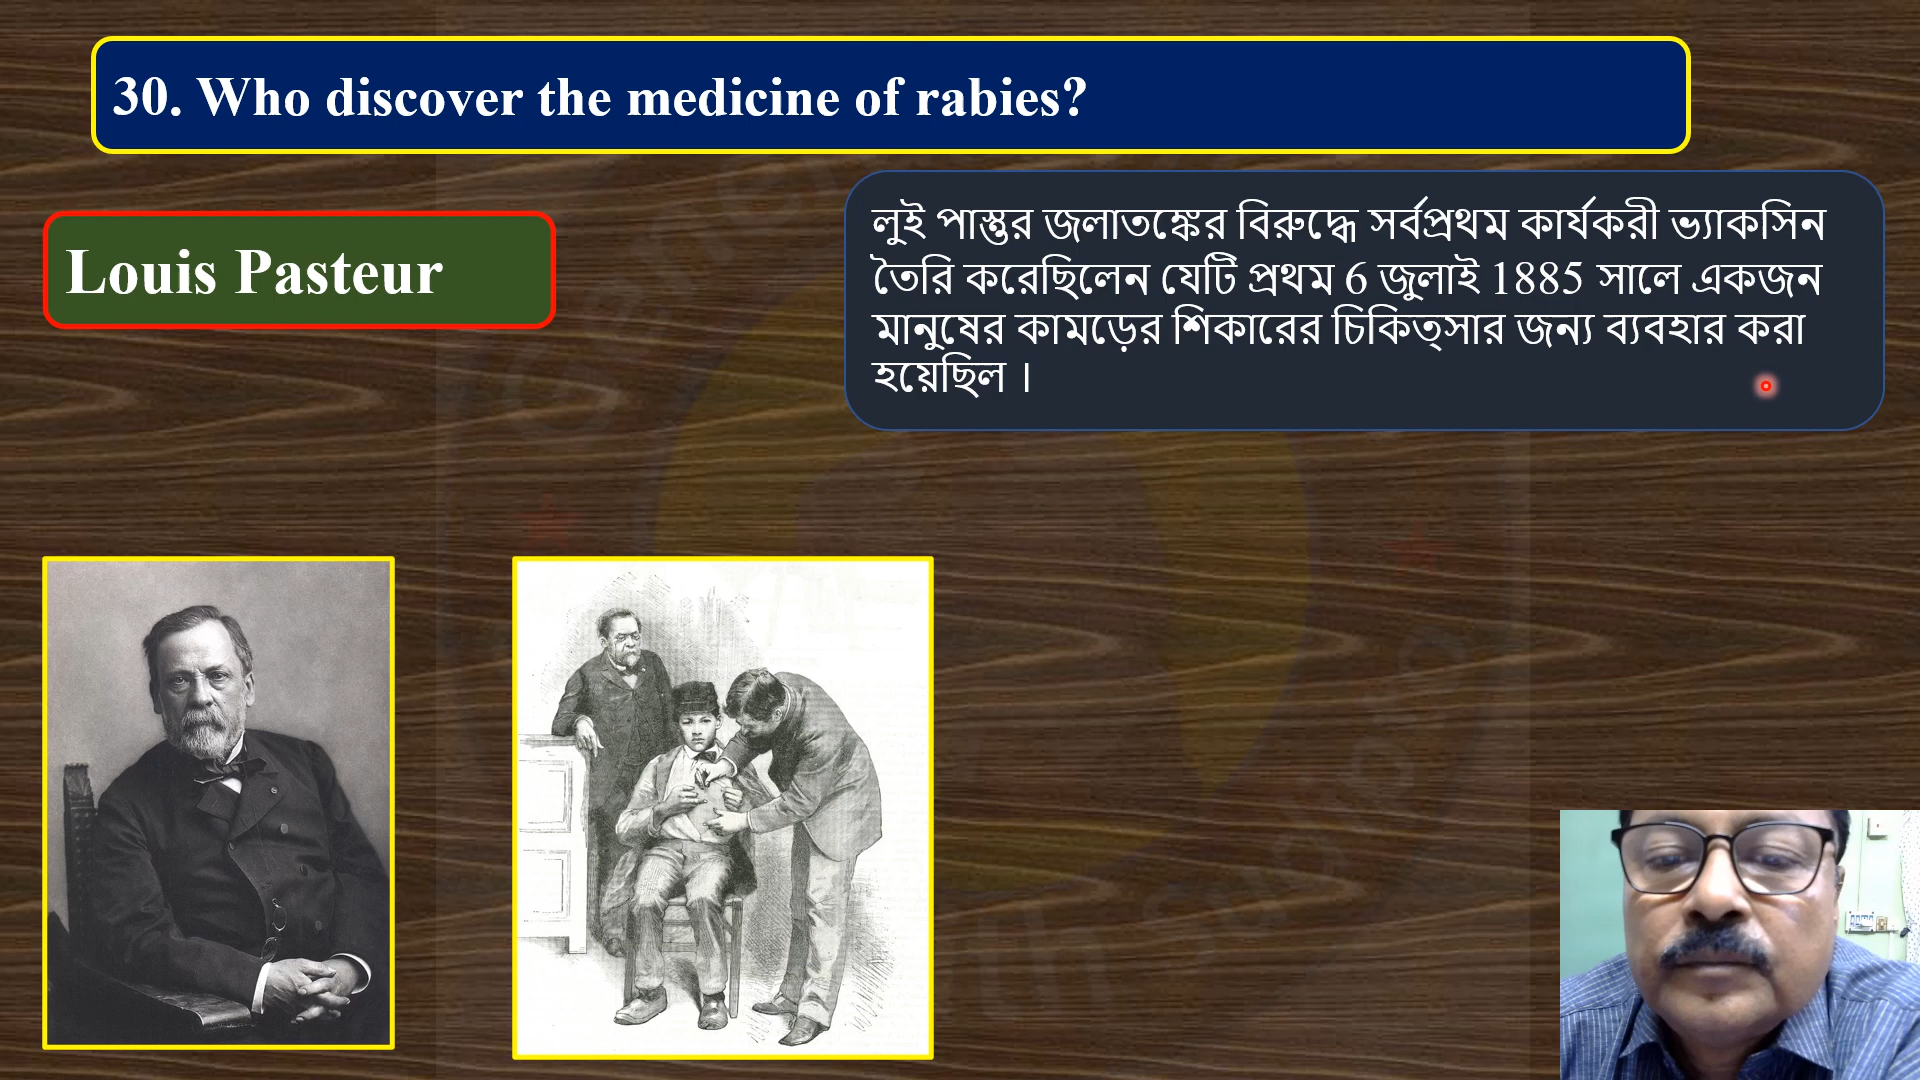 30. Who discover the medicine of rabies?
Louis Pasteur
লুই পাস্তুর জলাতঙ্কের বিরুদ্ধে সর্বপ্রথম কার্যকরী ভ্যাকসিন
তৈরি করেছিলেন যেটি প্রথম 6 জুলাই 1885 সালে একজন
মানুষের কামড়ের শিকারের চিকিত্সার জন্য ব্যবহার করা
হয়েছিল ।